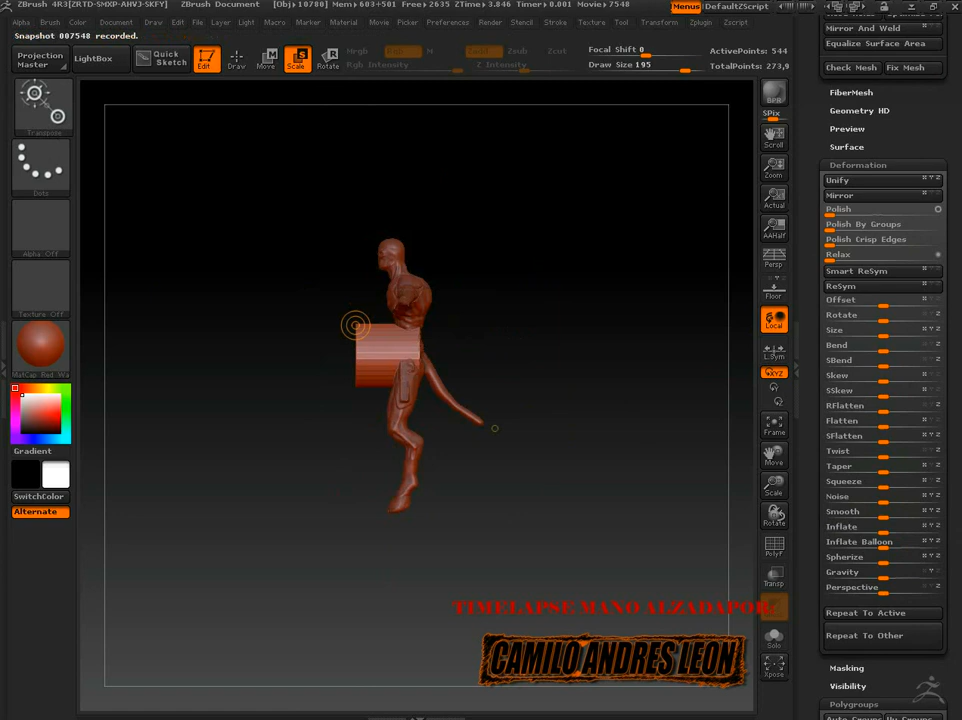 ZBrush 4R3[ZRTD-SMXP-AHVJ-SKFY] ZBrush Document [Obj▸10780] Mem▸603+501 Free▸2635 ZTime▸3.846 Timer▸0.001 Movie▸7548 Menus DefaultZScript
Alpha Brush Color Document Draw Edit File Layer Light Macro Marker Material Movie Picker Preferences Render Stencil Stroke Texture Tool Transform Zplugin Zscript
Snapshot 007548 recorded.
Projection Master
LightBox
Quick Sketch
Edit
Draw
Move
Scale
Rotate
Mrgb Rgb M
Rgb Intensity
Zadd Zsub Zcut
Z Intensity
Focal Shift 0
Draw Size 195
ActivePoints: 544
TotalPoints: 273,9
Transpose
Dots
Alpha Off
Texture Off
MatCap Red Wa
Gradient
SwitchColor
Alternate
BPR
SPix
Scroll
Zoom
Actual
AAHalf
Persp
Floor
Local
L.Sym
XYZ
Frame
Move
Scale
Rotate
PolyF
Transp
Solo
Xpose
Mirror And Weld
Equalize Surface Area
Check Mesh Fix Mesh
FiberMesh
Geometry HD
Preview
Surface
Deformation
Unify
Mirror
Polish
Polish By Groups
Polish Crisp Edges
Relax
Smart ReSym
ReSym
Offset
Rotate
Size
Bend
SBend
Skew
SSkew
RFlatten
Flatten
SFlatten
Twist
Taper
Squeeze
Noise
Smooth
Inflate
Inflate Balloon
Spherize
Gravity
Perspective
Repeat To Active
Repeat To Other
Masking
Visibility
Polygroups
TIMELAPSE MANO ALZADAPOR:
CAMILO ANDRES LEON